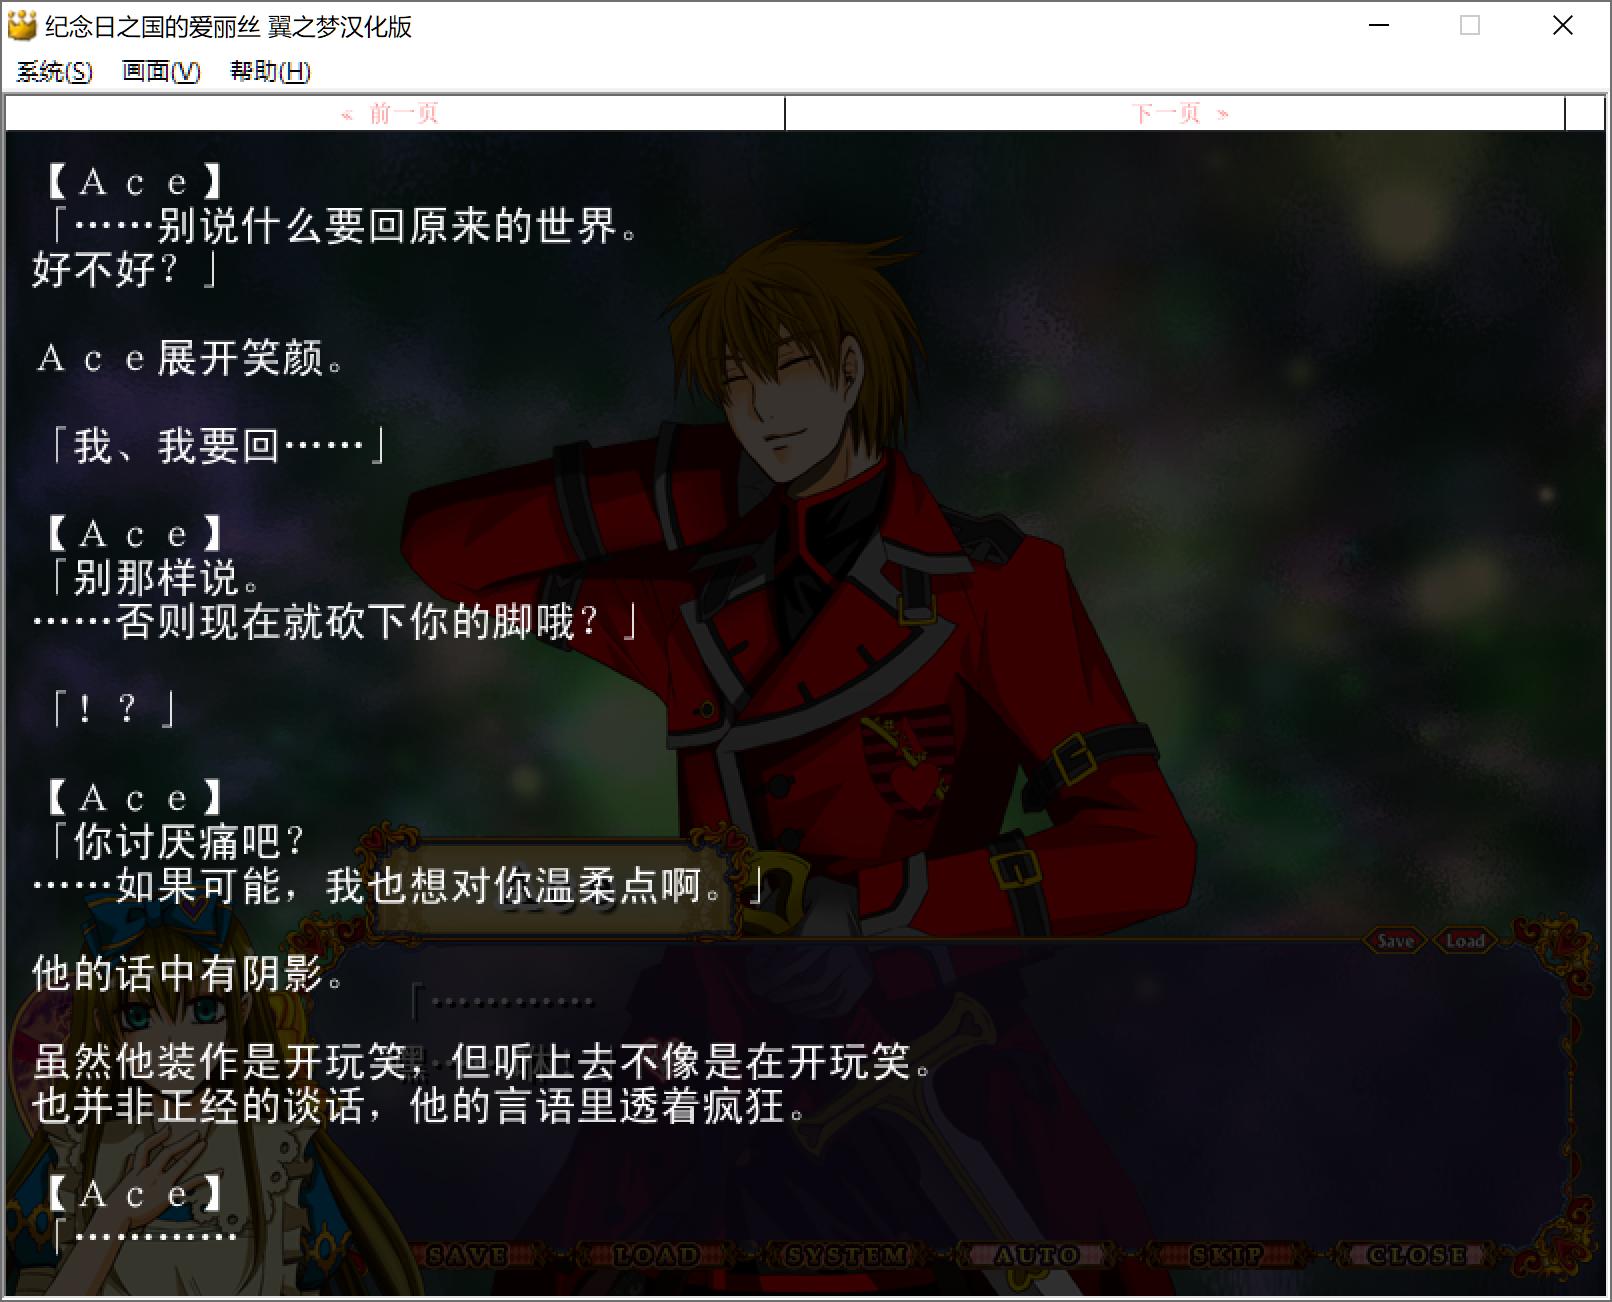 纪念日之国的爱丽丝 翼之梦汉化版
系统(S) 画面(V) 帮助(H)
« 前一页 下一页 »
【Ace】
「……别说什么要回原来的世界。
好不好？」
Ace展开笑颜。
「我、我要回……」
【Ace】
「别那样说。
……否则现在就砍下你的脚哦？」
「！？」
【Ace】
「你讨厌痛吧？
……如果可能，我也想对你温柔点啊。」
他的话中有阴影。
虽然他装作是开玩笑，但听上去不像是在开玩笑。
也并非正经的谈话，他的言语里透着疯狂。
【Ace】
「…………
Save Load
「…………
SAVE LOAD SYSTEM AUTO SKIP CLOSE